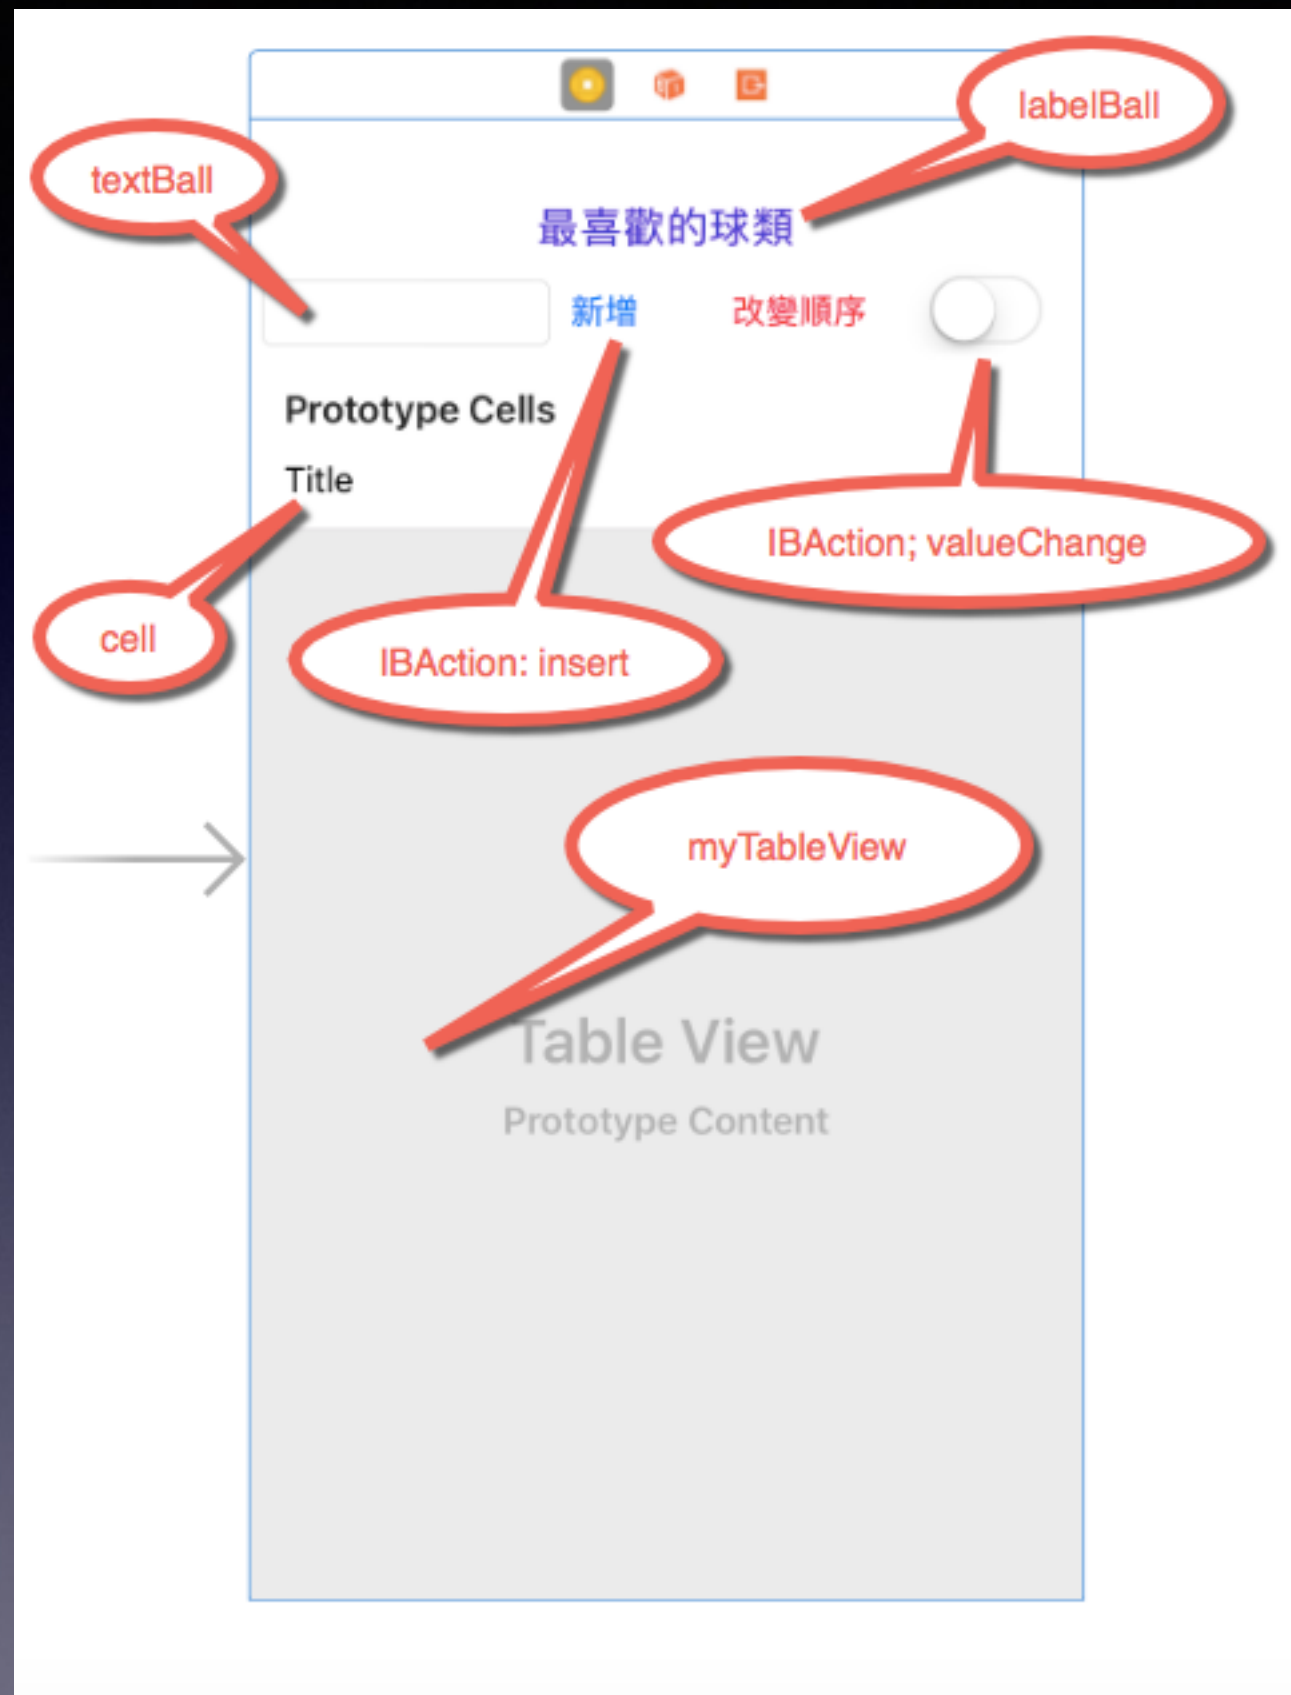 labelBall
textBall
最喜歡的球類
新增 改變順序
Prototype Cells
Title
IBAction; valueChange
cell
IBAction: insert
myTableView
Table View
Prototype Content